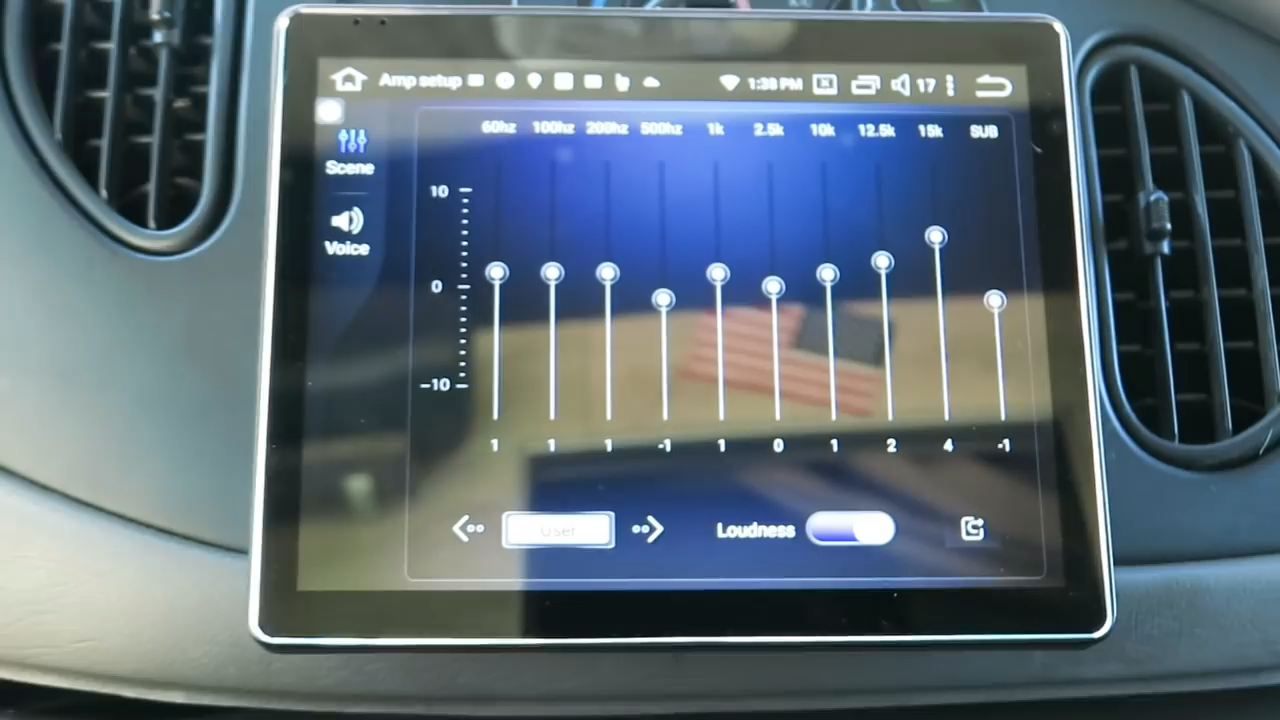 Amp setup 1:38 PM 17
60hz 100hz 200hz 500hz 1k 2.5k 10k 12.5k 15k SUB
Scene
Voice
10
0
-10
1 1 1 -1 1 0 1 2 4 -1
User Loudness